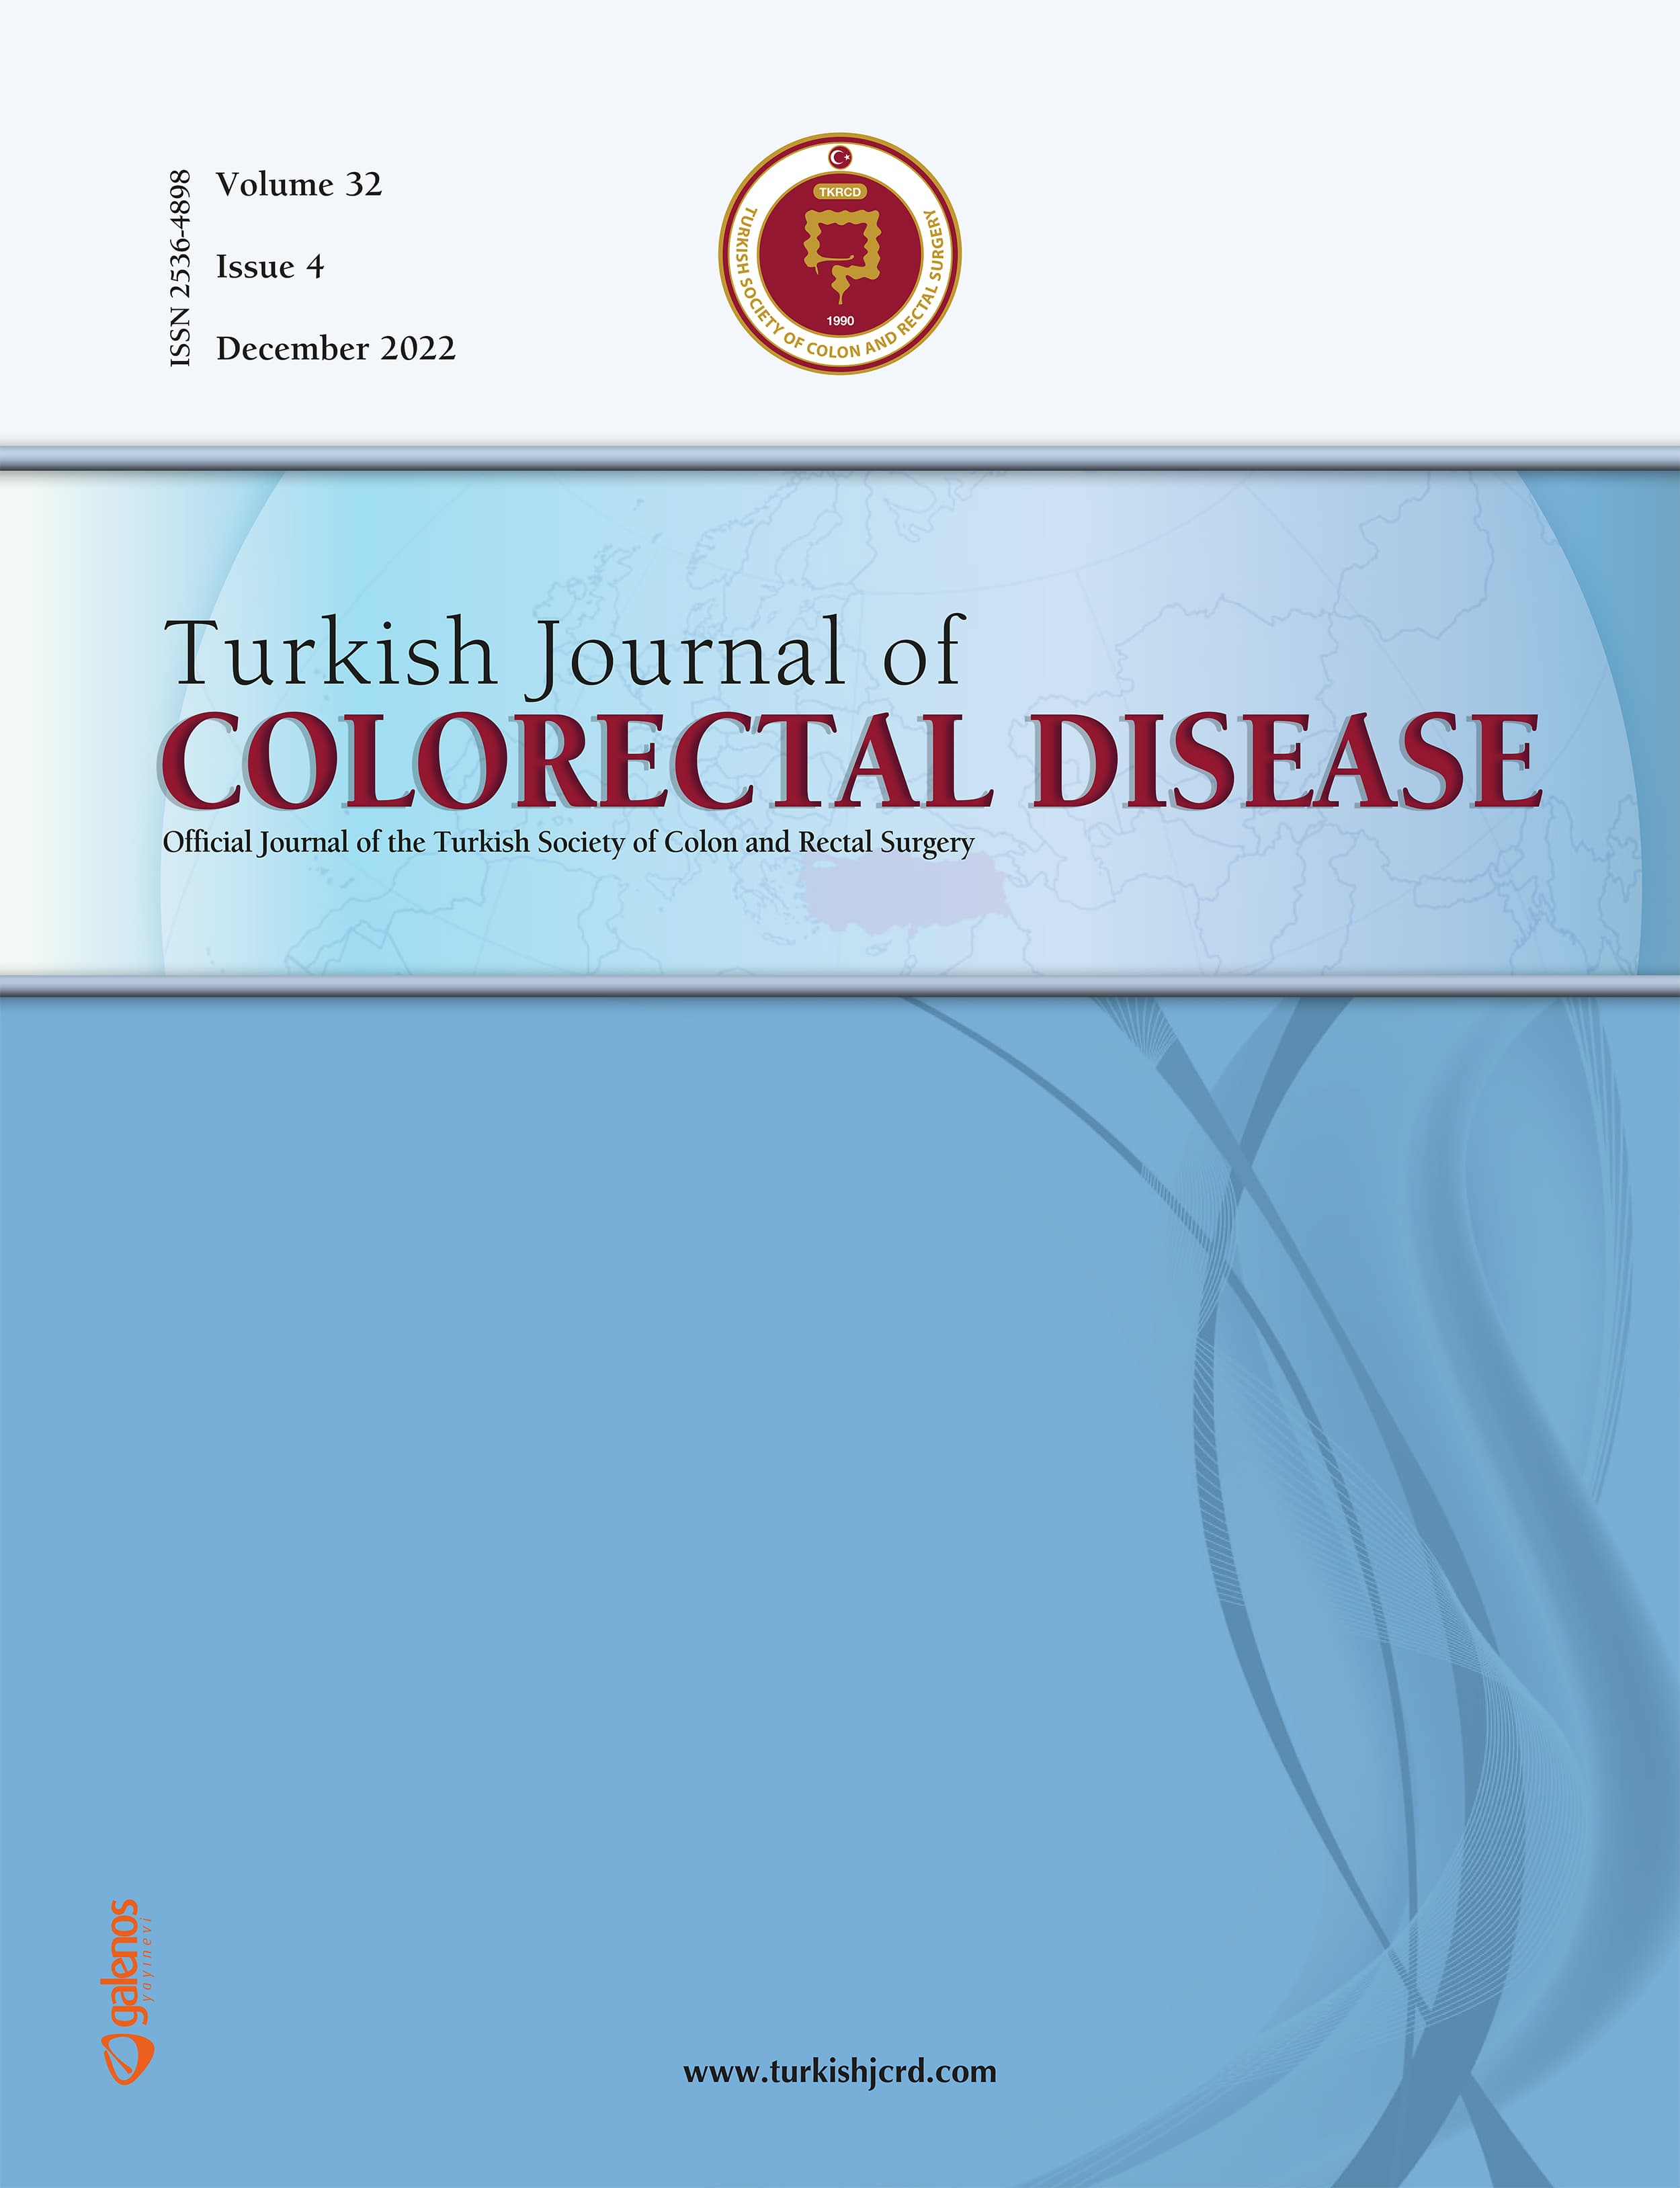 ISSN 2536-4898
Volume 32
Issue 4
December 2022
TKRCD
TURKISH SOCIETY OF COLON AND RECTAL SURGERY
1990
Turkish Journal of
COLORECTAL DISEASE
Official Journal of the Turkish Society of Colon and Rectal Surgery
galenos
yayınevi
www.turkishjcrd.com